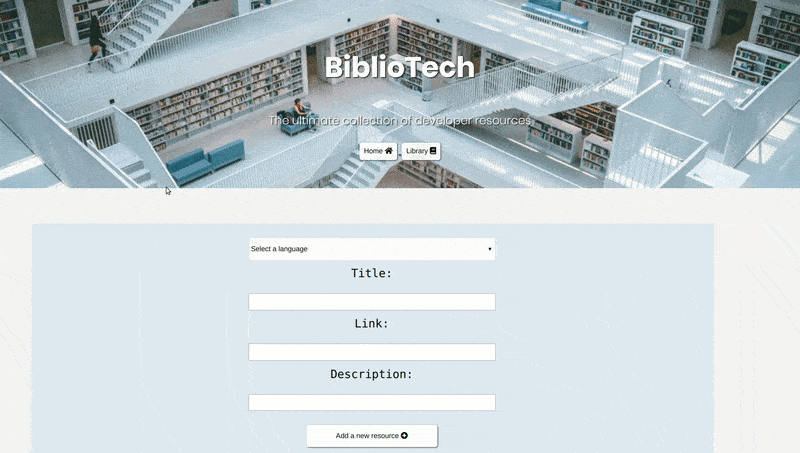 BiblioTech
The ultimate collection of developer resources.
Home Library
Select a language
Title:
Link:
Description:
Add a new resource